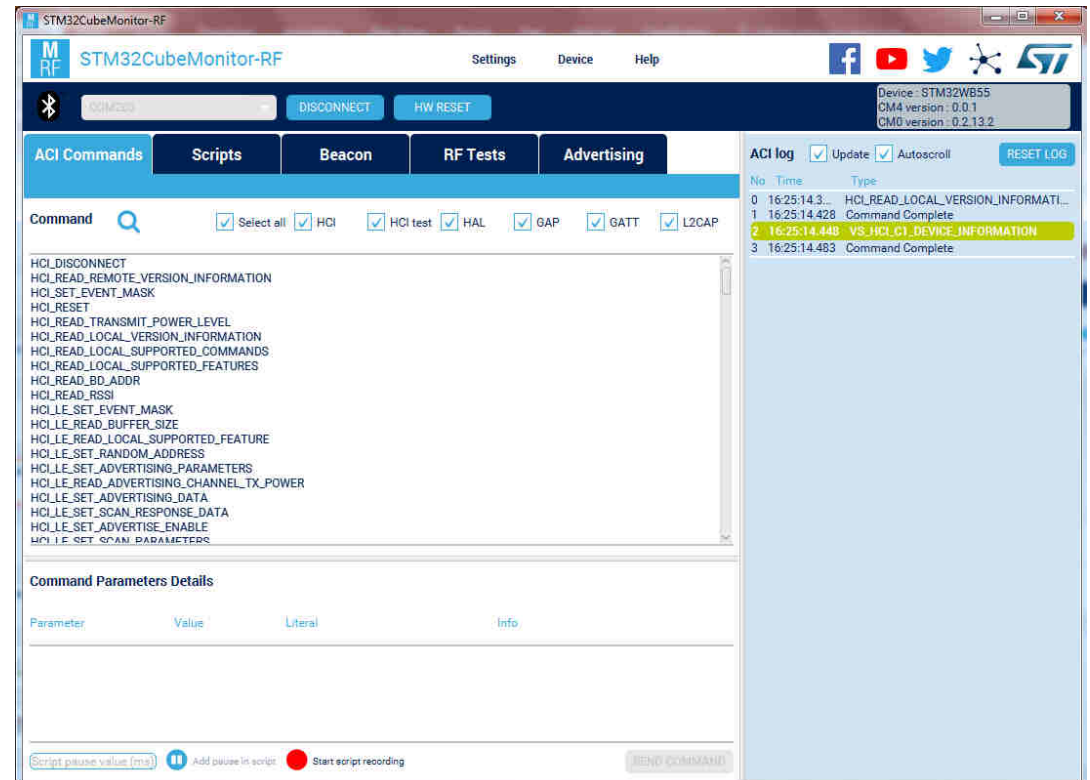 STM32CubeMonitor-RF
M
RF
STM32CubeMonitor-RF
Settings Device Help
Device : STM32WB55
CM4 version : 0.0.1
CM0 version : 0.2.13.2
DISCONNECT HW RESET
ACI Commands Scripts Beacon RF Tests Advertising
Command Select all HCI HCI test HAL GAP GATT L2CAP
HCI_DISCONNECT
HCI_READ_REMOTE_VERSION_INFORMATION
HCI_SET_EVENT_MASK
HCI_RESET
HCI_READ_TRANSMIT_POWER_LEVEL
HCI_READ_LOCAL_VERSION_INFORMATION
HCI_READ_LOCAL_SUPPORTED_COMMANDS
HCI_READ_LOCAL_SUPPORTED_FEATURES
HCI_READ_BD_ADDR
HCI_READ_RSSI
HCI_LE_SET_EVENT_MASK
HCI_LE_READ_BUFFER_SIZE
HCI_LE_READ_LOCAL_SUPPORTED_FEATURE
HCI_LE_SET_RANDOM_ADDRESS
HCI_LE_SET_ADVERTISING_PARAMETERS
HCI_LE_READ_ADVERTISING_CHANNEL_TX_POWER
HCI_LE_SET_ADVERTISING_DATA
HCI_LE_SET_SCAN_RESPONSE_DATA
HCI_LE_SET_ADVERTISE_ENABLE
HCI_LE_SET_SCAN_PARAMETERS
Command Parameters Details
Parameter Value Literal Info
Script pause value (ms) Add pause in script Start script recording SEND COMMAND
ACI log Update Autoscroll RESET LOG
No Time Type
0 16:25:14.3... HCI_READ_LOCAL_VERSION_INFORMATI...
1 16:25:14.428 Command Complete
2 16:25:14.448 VS_HCI_C1_DEVICE_INFORMATION
3 16:25:14.483 Command Complete